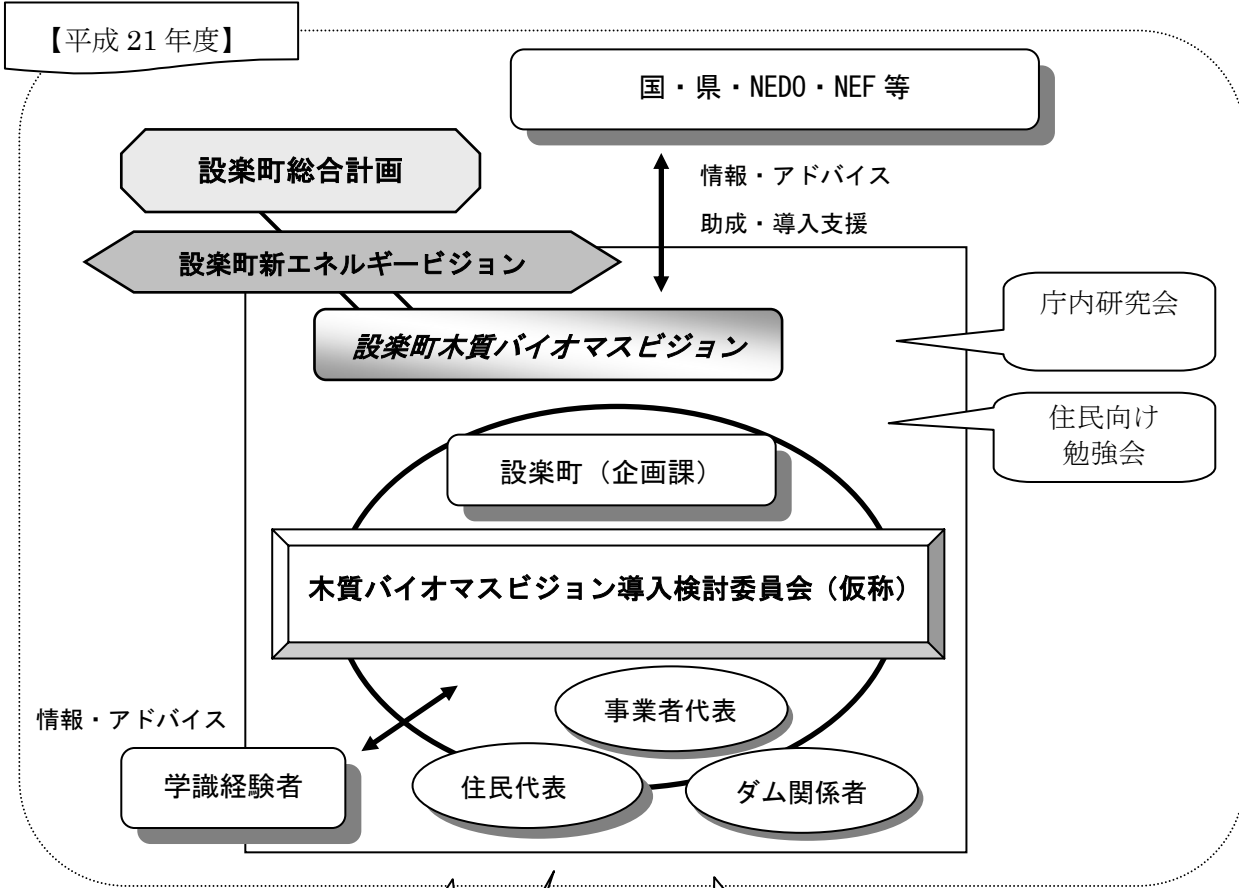 【平成 21 年度】
国・県・NEDO・NEF 等
設楽町総合計画
情報・アドバイス
助成・導入支援
設楽町新エネルギービジョン
庁内研究会
設楽町木質バイオマスビジョン
住民向け
勉強会
設楽町（企画課）
木質バイオマスビジョン導入検討委員会（仮称）
事業者代表
情報・アドバイス
学識経験者
住民代表
ダム関係者